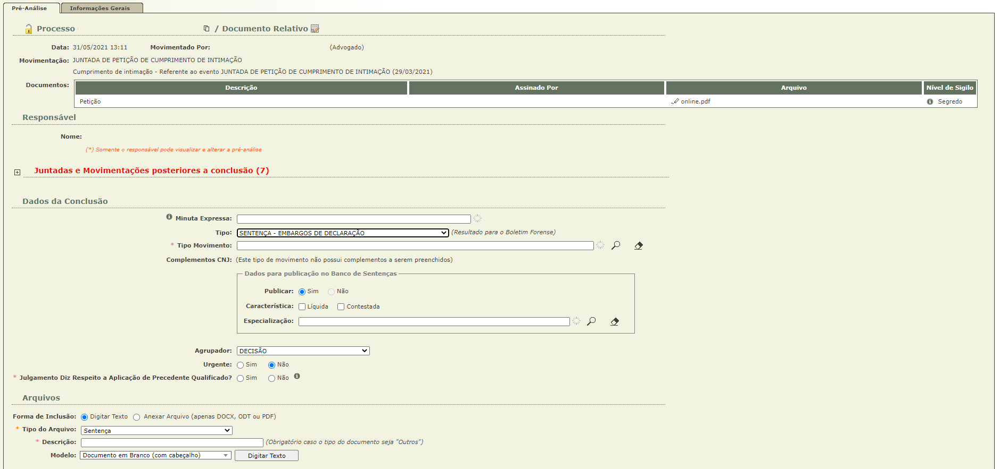 Pré-Análise Informações Gerais
Processo / Documento Relativo
Data: 31/05/2021 13:11 Movimentado Por: (Advogado)
Movimentação: JUNTADA DE PETIÇÃO DE CUMPRIMENTO DE INTIMAÇÃO
Cumprimento de intimação - Referente ao evento JUNTADA DE PETIÇÃO DE CUMPRIMENTO DE INTIMAÇÃO (29/03/2021)
Documentos: Descrição Assinado Por Arquivo Nível de Sigilo
Petição online.pdf Segredo
Responsável
Nome:
(*) Somente o responsável pode visualizar e alterar a pré-análise
Juntadas e Movimentações posteriores a conclusão (7)
Dados da Conclusão
Minuta Expressa:
Tipo: SENTENÇA - EMBARGOS DE DECLARAÇÃO (Resultado para o Boletim Forense)
* Tipo Movimento:
Complementos CNJ: (Este tipo de movimento não possui complementos a serem preenchidos)
Dados para publicação no Banco de Sentenças
Publicar: Sim Não
Característica: Líquida Contestada
Especialização:
Agrupador: DECISÃO
Urgente: Sim Não
* Julgamento Diz Respeito a Aplicação de Precedente Qualificado? Sim Não
Arquivos
Forma de Inclusão: Digitar Texto Anexar Arquivo (apenas DOCX, ODT ou PDF)
* Tipo do Arquivo: Sentença
* Descrição: (Obrigatório caso o tipo do documento seja "Outros")
Modelo: Documento em Branco (com cabeçalho) Digitar Texto